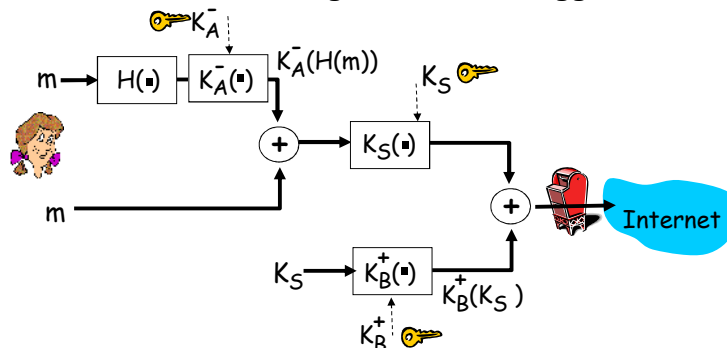 K_A^-
m
H(▪)
K_A^-(▪)
K_A^-(H(m))
K_S
+
K_S(▪)
m
+
Internet
K_S
K_B^+(▪)
K_B^+(K_S )
K_B^+